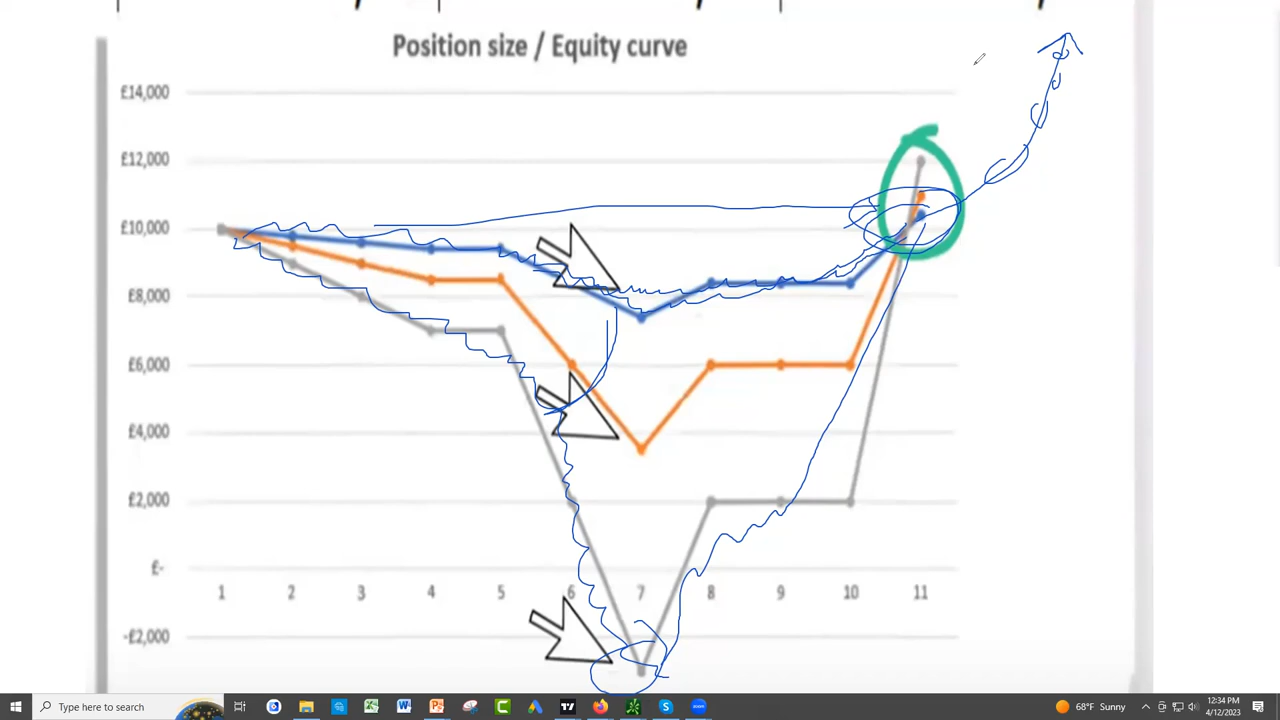 Position size / Equity curve
£14,000
£12,000
£10,000
£8,000
£6,000
£4,000
£2,000
£-
1 2 3 4 5 6 7 8 9 10 11
-£2,000
Type here to search
68°F Sunny
12:34 PM
4/12/2023